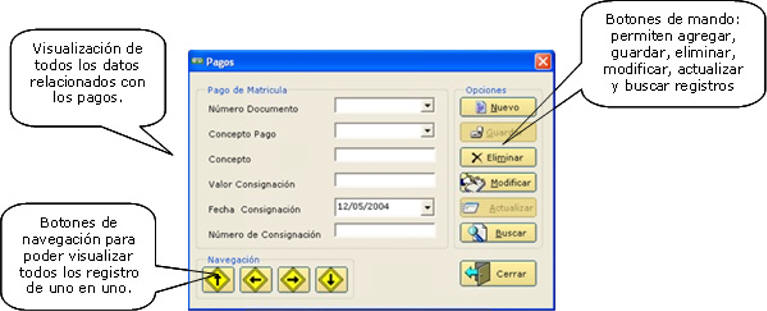 Visualización de
todos los datos
relacionados con
los pagos.
Botones de mando:
permiten agregar,
guardar, eliminar,
modificar, actualizar
y buscar registros
Pagos
Pago de Matricula
Número Documento
Concepto Pago
Concepto
Valor Consignación
Fecha Consignación
12/05/2004
Número de Consignación
Opciones
Nuevo
Guardar
Eliminar
Modificar
Actualizar
Buscar
Cerrar
Navegación
Botones de
navegación para
poder visualizar
todos los registro
de uno en uno.